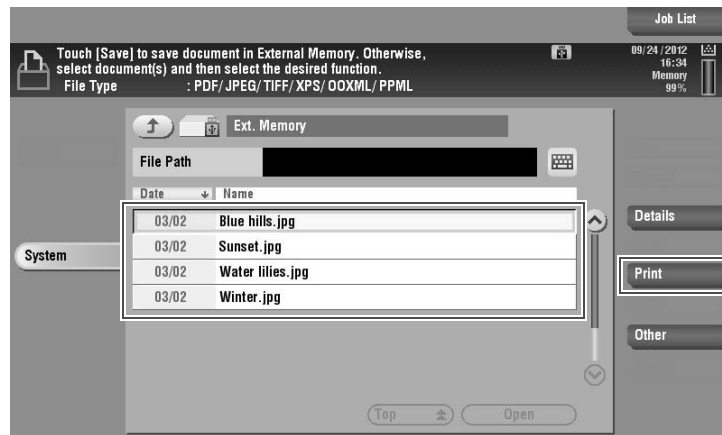 Job List
Touch [Save] to save document in External Memory. Otherwise,
select document(s) and then select the desired function.
File Type : PDF/JPEG/TIFF/XPS/OOXML/PPML
09/24/2012
16:34
Memory
99%
Ext. Memory
File Path
Date Name
03/02 Blue hills.jpg
03/02 Sunset.jpg
03/02 Water lilies.jpg
03/02 Winter.jpg
System
Details
Print
Other
Top Open